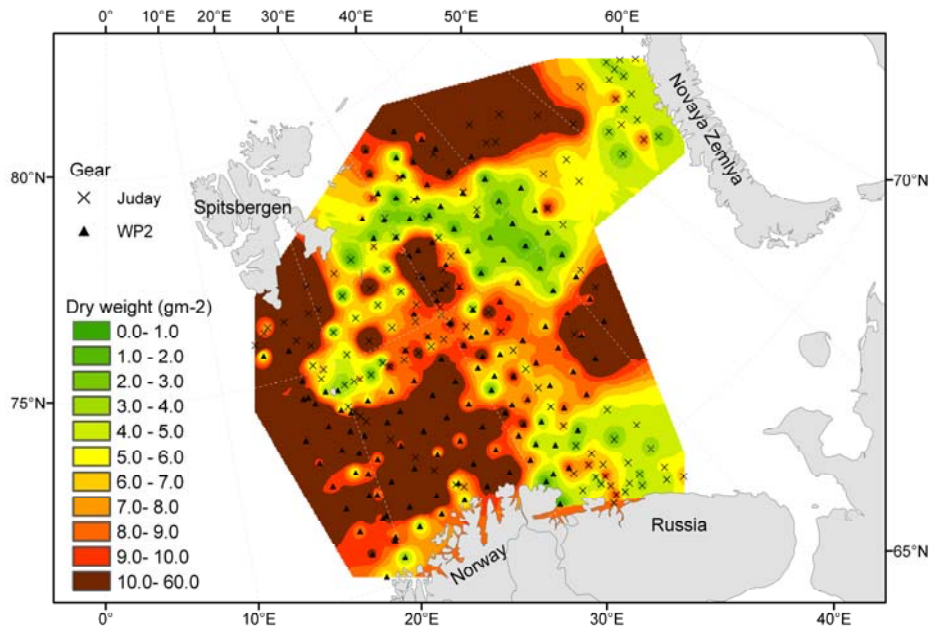 0° 10°E 20°E 30°E 40°E 50°E 60°E
80°N
75°N
70°N
65°N
Gear
Juday
WP2
Spitsbergen
Novaya Zemlya
Dry weight (gm-2)
0.0- 1.0
1.0 - 2.0
2.0 - 3.0
3.0 - 4.0
4.0 - 5.0
5.0 - 6.0
6.0 - 7.0
7.0 - 8.0
8.0 - 9.0
9.0 - 10.0
10.0- 60.0
Norway
Russia
0° 10°E 20°E 30°E 40°E